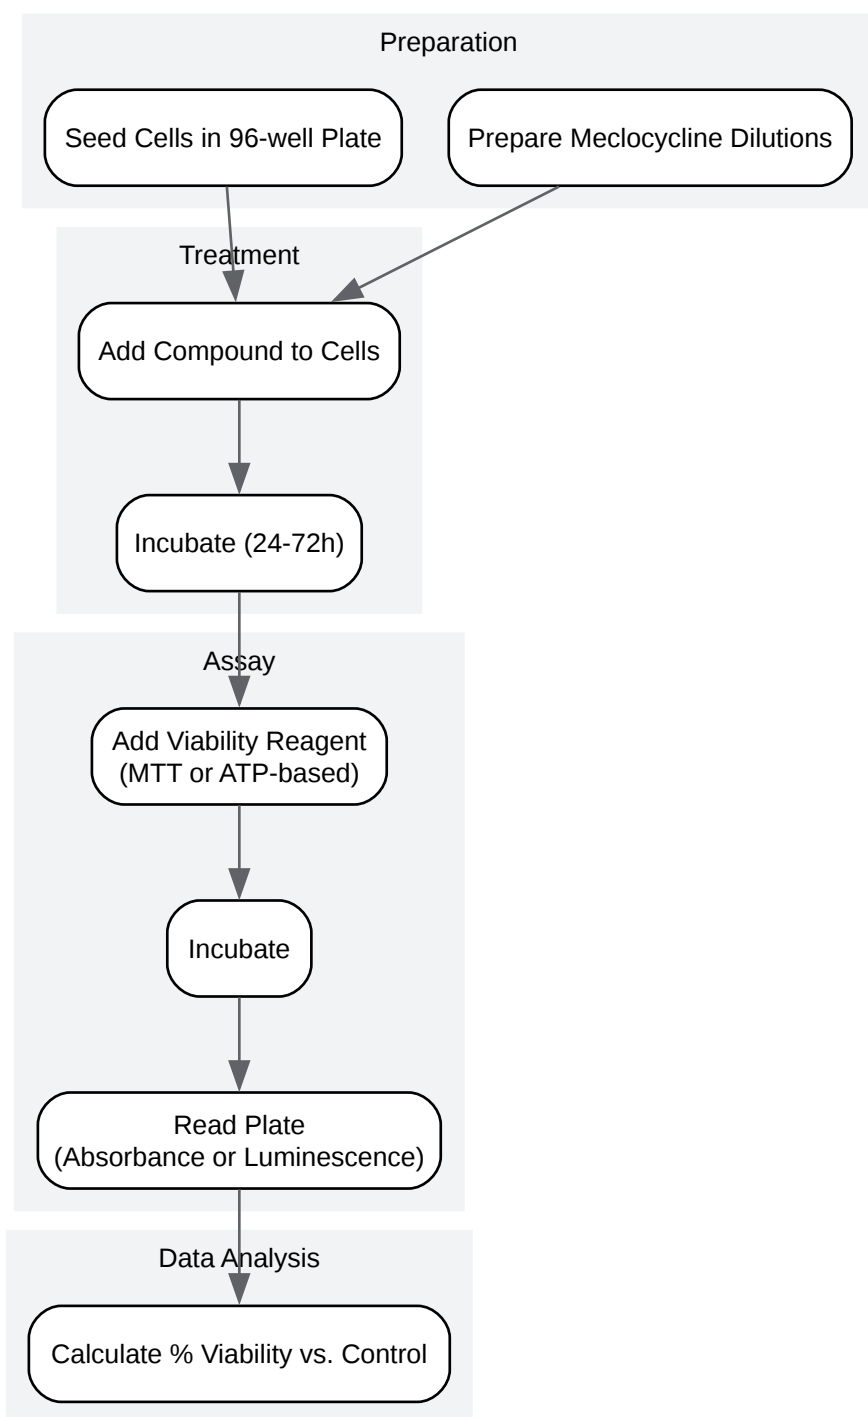 Preparation
Seed Cells in 96-well Plate
Prepare Meclocycline Dilutions
Treatment
Add Compound to Cells
Incubate (24-72h)
Assay
Add Viability Reagent
(MTT or ATP-based)
Incubate
Read Plate
(Absorbance or Luminescence)
Data Analysis
Calculate % Viability vs. Control